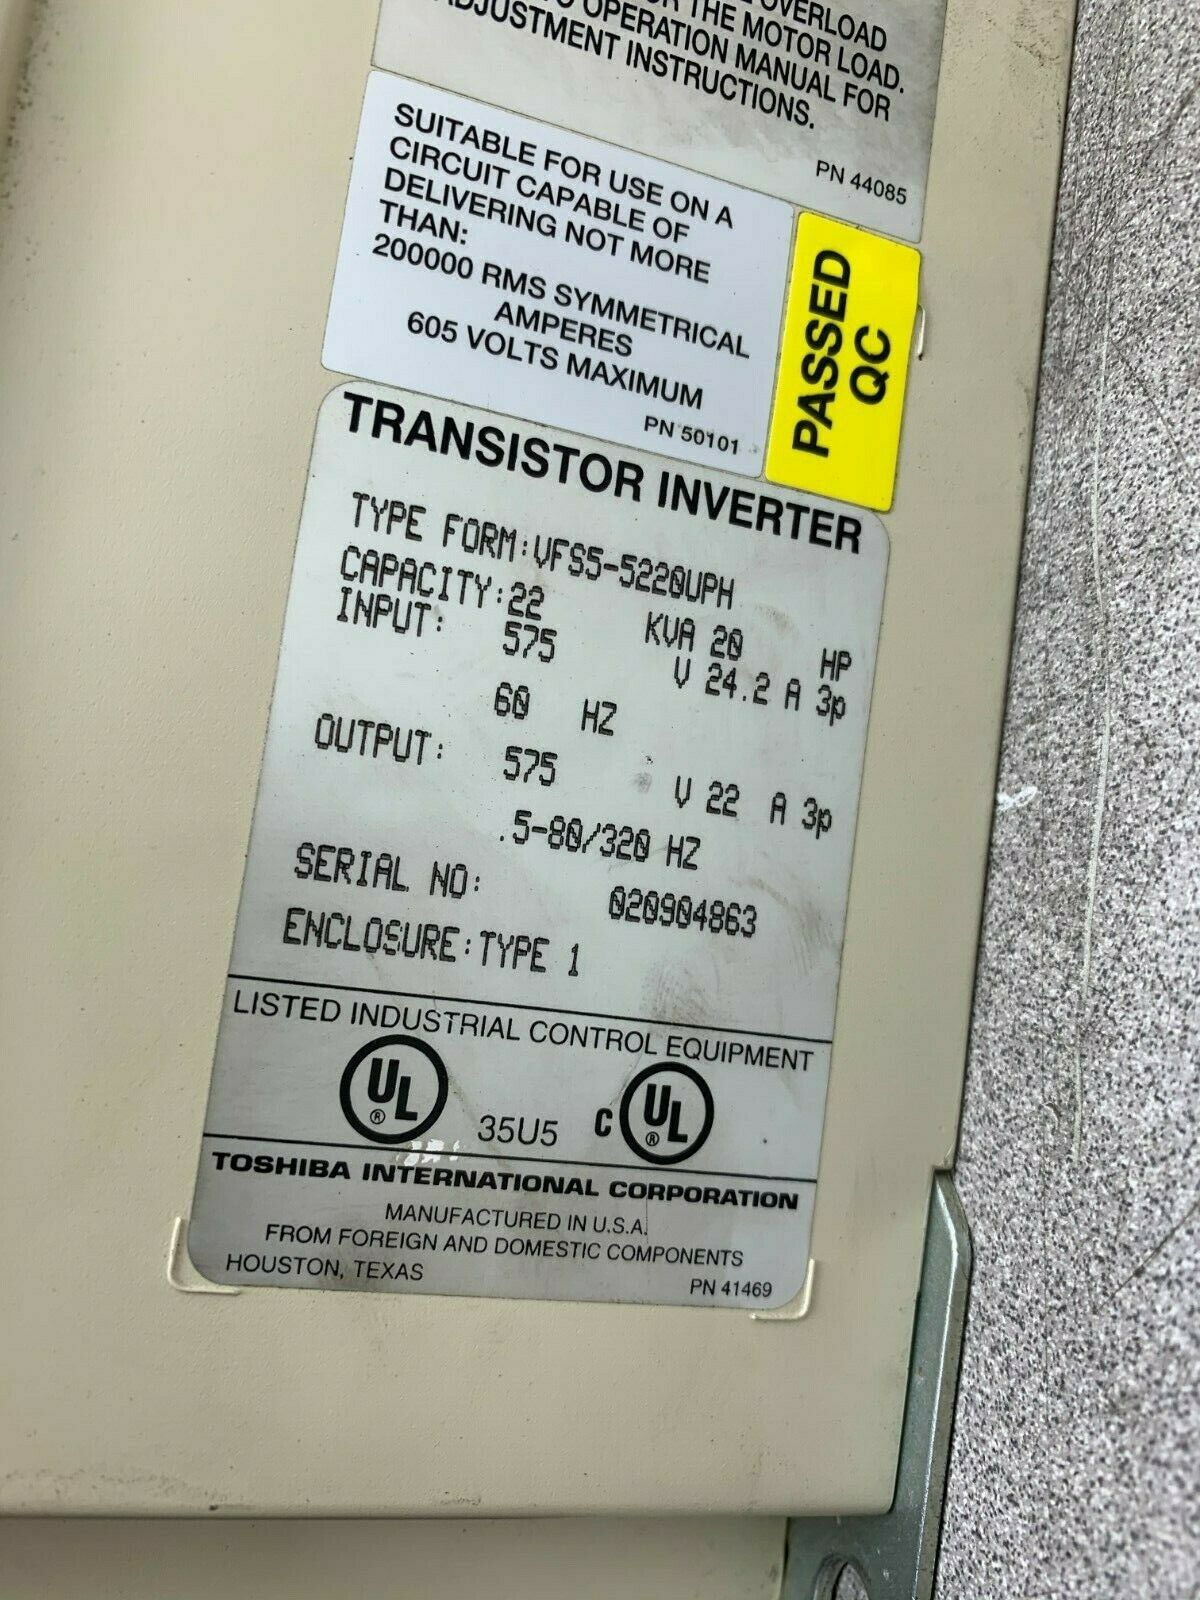 OVERLOAD
THE MOTOR LOAD.
OPERATION MANUAL FOR
ADJUSTMENT INSTRUCTIONS.
PN 44085
SUITABLE FOR USE ON A
CIRCUIT CAPABLE OF
DELIVERING NOT MORE
THAN:
200000 RMS SYMMETRICAL
AMPERES
605 VOLTS MAXIMUM
PN 50101
PASSED
QC
TRANSISTOR INVERTER
TYPE FORM: VFS5-5220UPH
CAPACITY: 22 KVA 20 HP
INPUT: 575 V 24.2 A 3p
60 HZ
OUTPUT: 575 V 22 A 3p
.5-80/320 HZ
SERIAL NO: 020904863
ENCLOSURE: TYPE 1
LISTED INDUSTRIAL CONTROL EQUIPMENT
UL ® 35U5 C UL ®
TOSHIBA INTERNATIONAL CORPORATION
MANUFACTURED IN U.S.A.
FROM FOREIGN AND DOMESTIC COMPONENTS
HOUSTON, TEXAS PN 41469